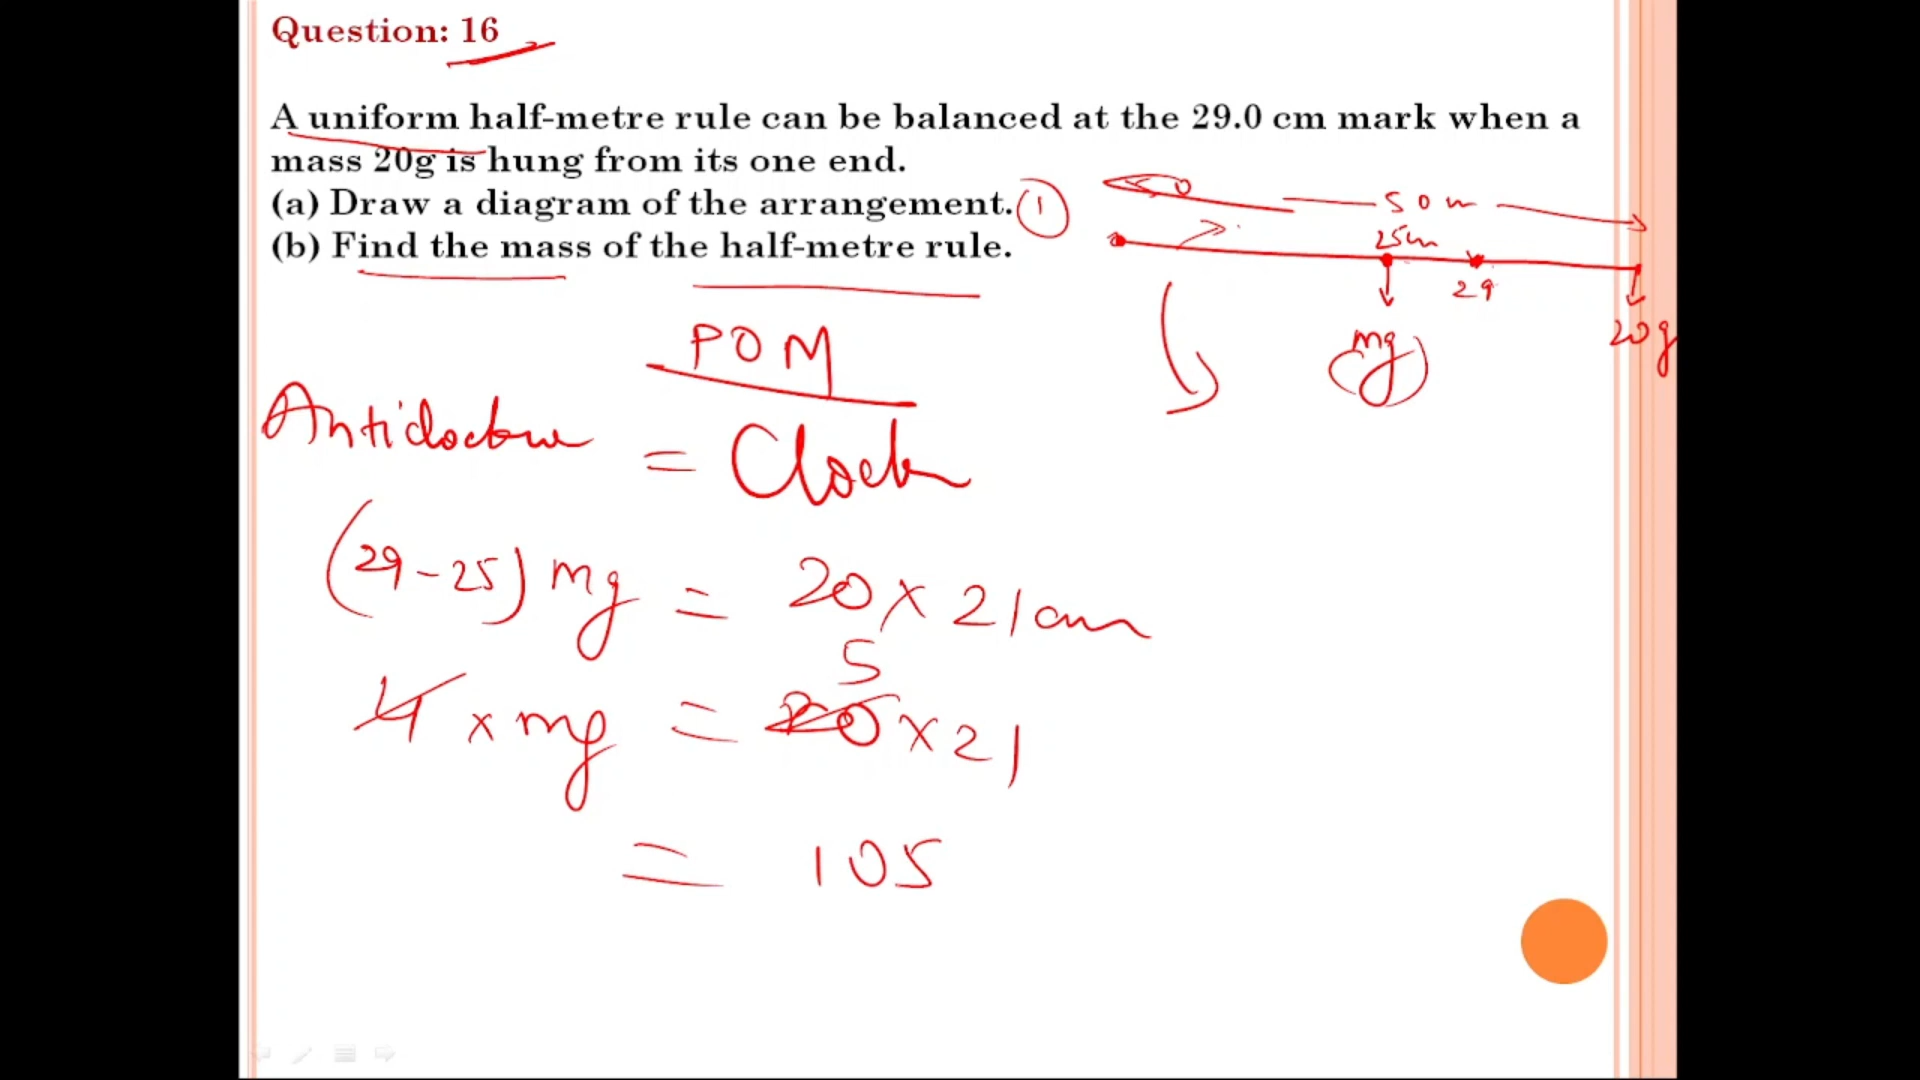 Question: 16
A uniform half-metre rule can be balanced at the 29.0 cm mark when a
mass 20g is hung from its one end.
(a) Draw a diagram of the arrangement. 1
(b) Find the mass of the half-metre rule.
0
50 m
25cm
29
mg
20g
POM
= Clock
(29-25) mg = 20 x 21cm
5
4 x mg = 20 x 21
= 105